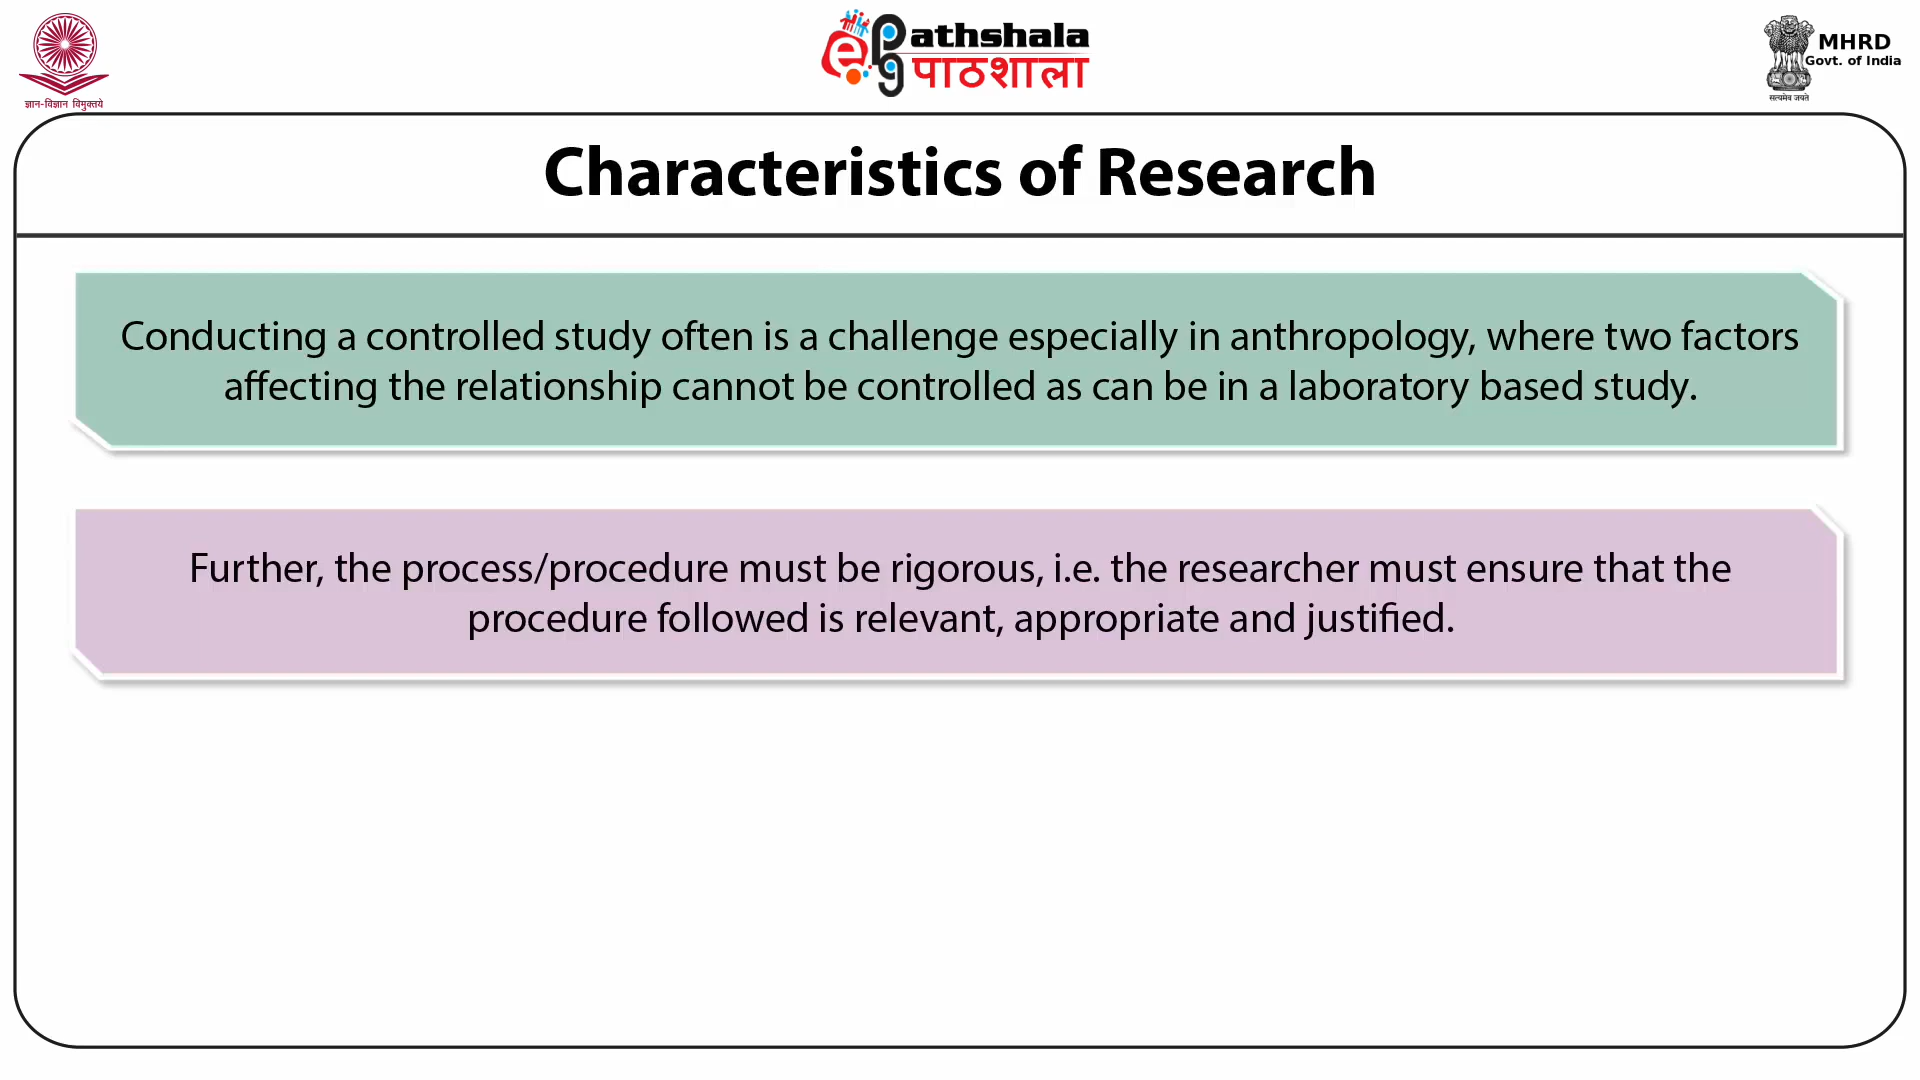 ज्ञान-विज्ञान विमुक्तये
ePathshala
पाठशाला
MHRD
Govt. of India
सत्यमेव जयते
Characteristics of Research
Conducting a controlled study often is a challenge especially in anthropology, where two factors
affecting the relationship cannot be controlled as can be in a laboratory based study.
Further, the process/procedure must be rigorous, i.e. the researcher must ensure that the
procedure followed is relevant, appropriate and justified.